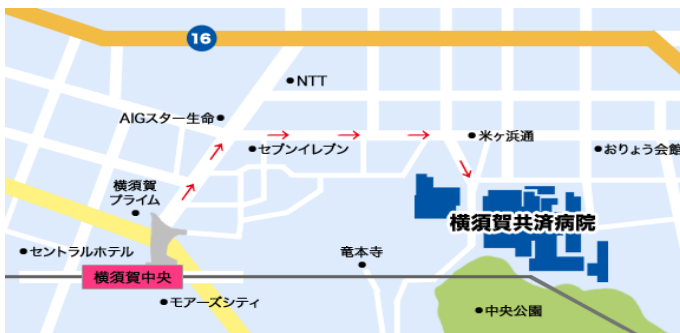 16
NTT
AIGスター生命
セブンイレブン
米ヶ浜通
おりょう会館
横須賀
プライム
横須賀共済病院
セントラルホテル
竜本寺
横須賀中央
モアーズシティ
中央公園